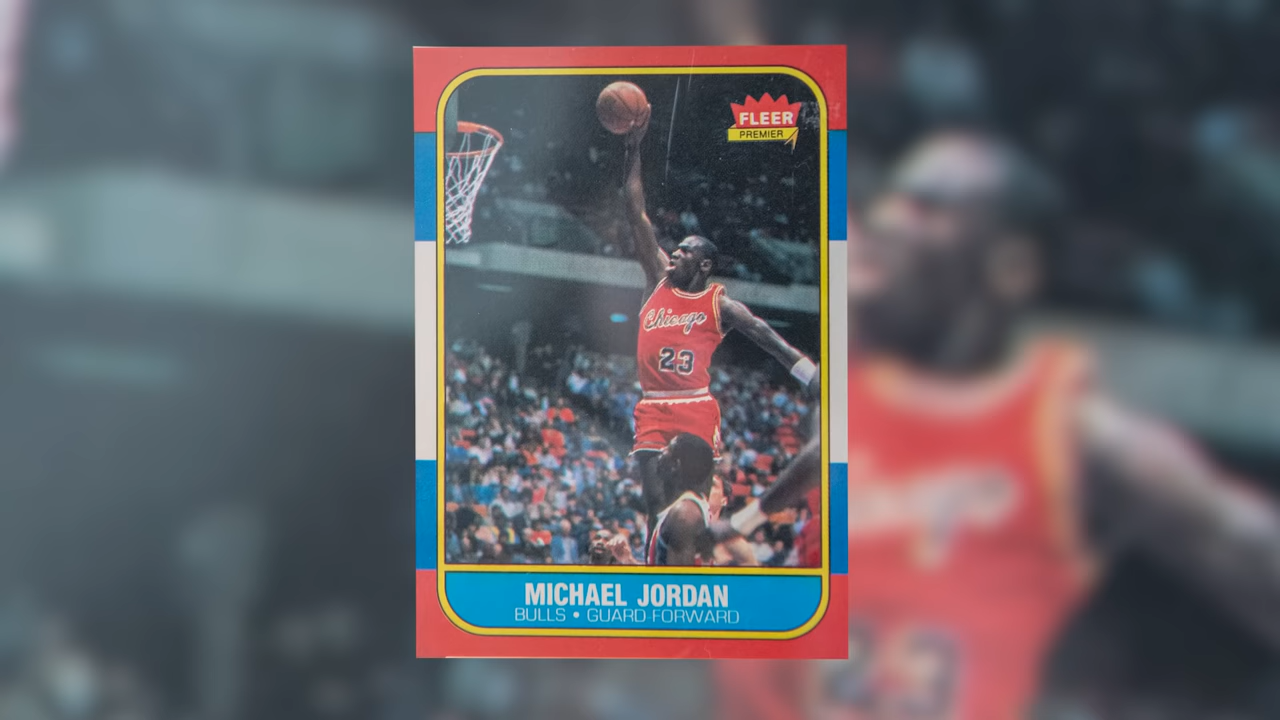 FLEER
PREMIER
Chicago
23
MICHAEL JORDAN
BULLS • GUARD FORWARD